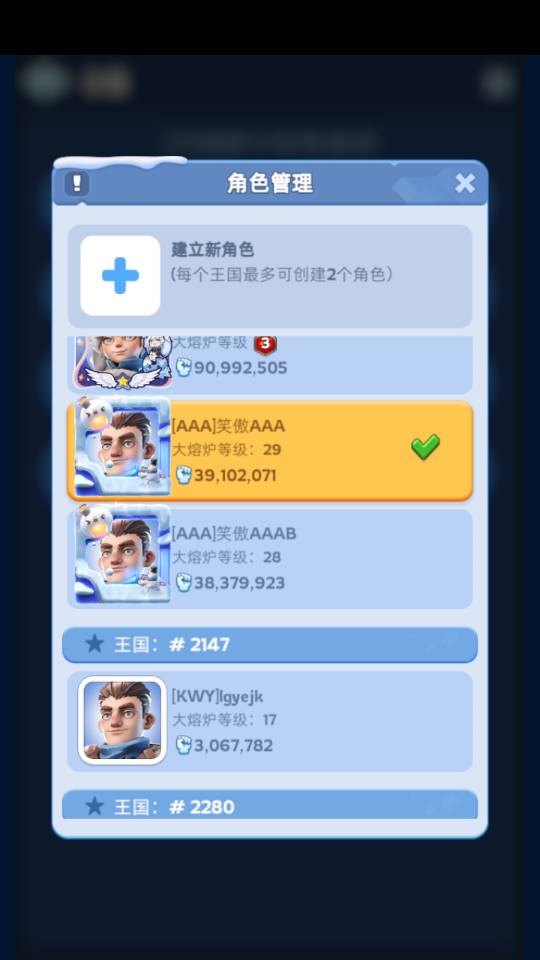 角色管理
建立新角色
(每个王国最多可创建2个角色）
大熔炉等级 3
90,992,505
[AAA]笑傲AAA
大熔炉等级：29
39,102,071
[AAA]笑傲AAAB
大熔炉等级：28
38,379,923
王国：# 2147
[KWY]lgyejk
大熔炉等级：17
3,067,782
王国：# 2280